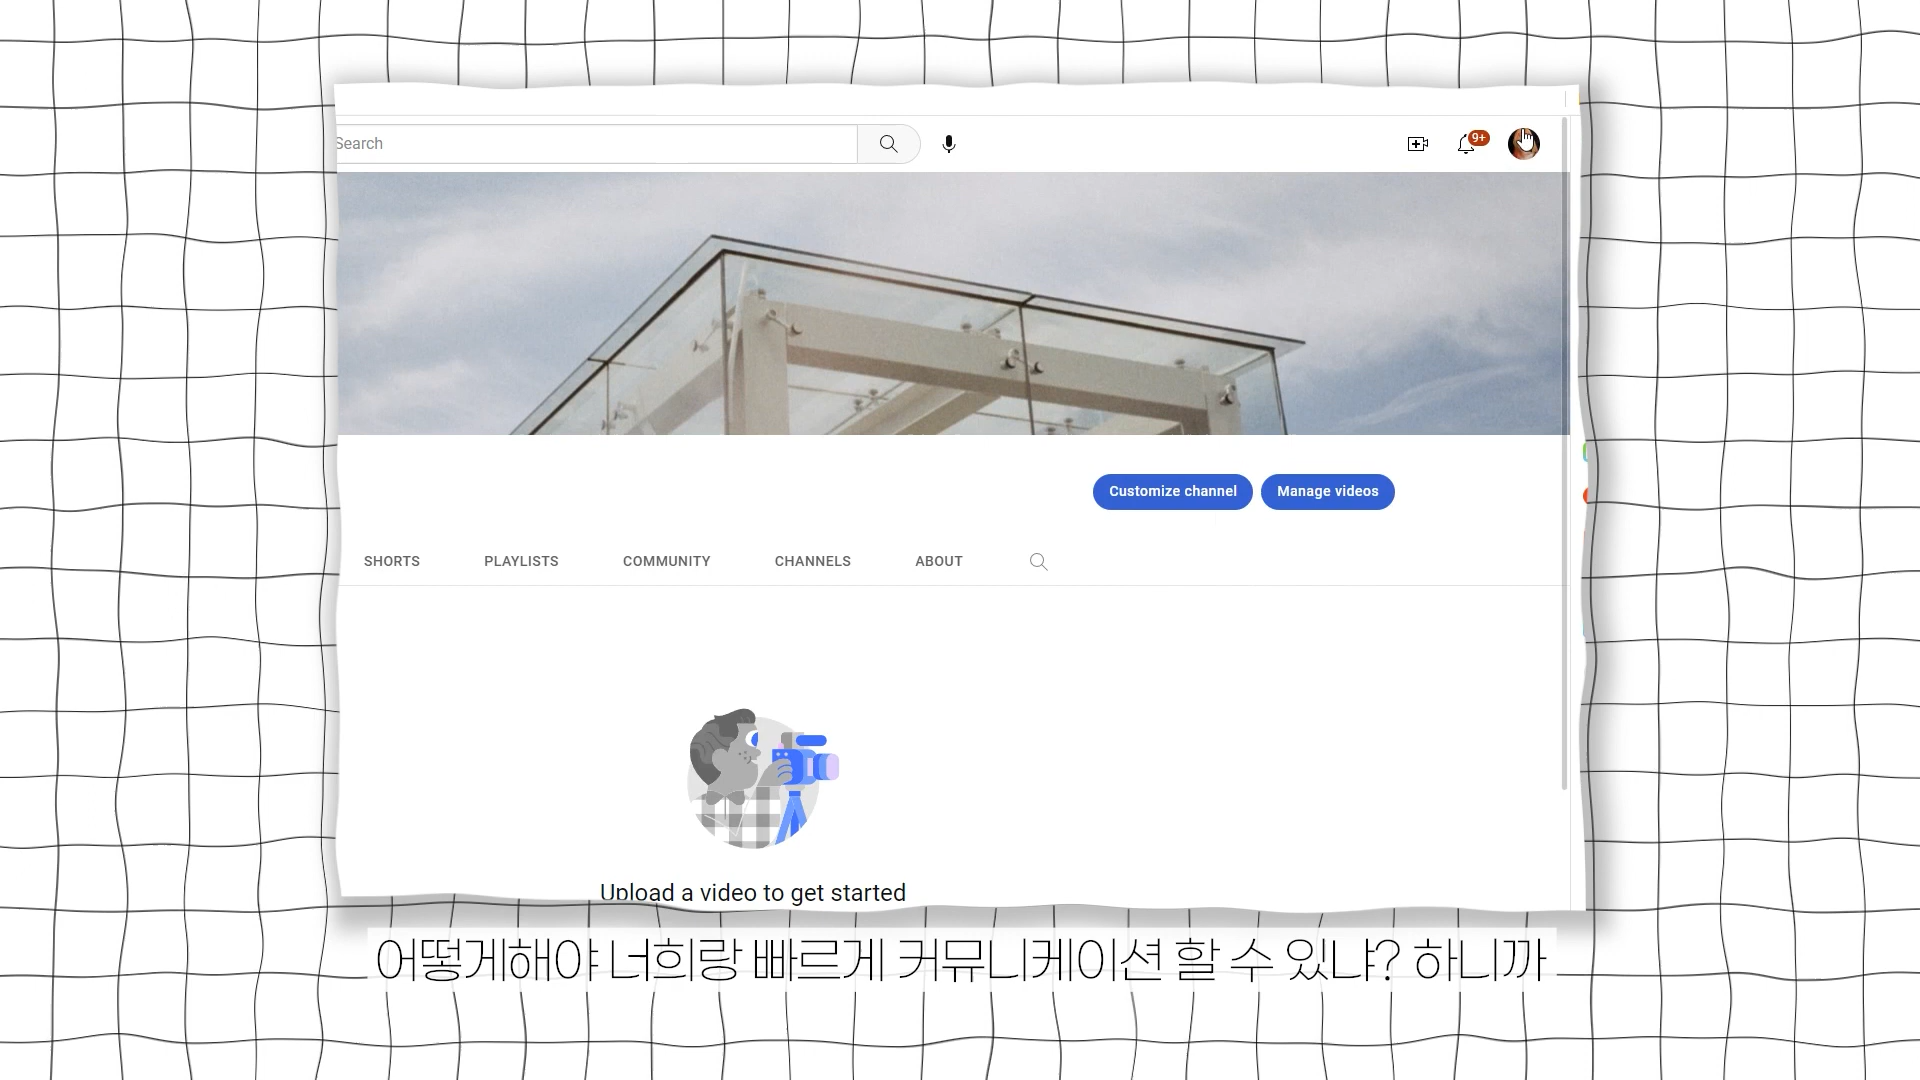 Search
9+
Customize channel
Manage videos
SHORTS
PLAYLISTS
COMMUNITY
CHANNELS
ABOUT
Upload a video to get started
어떻게해야 너희랑 빠르게 커뮤니케이션 할 수 있냐? 하니까